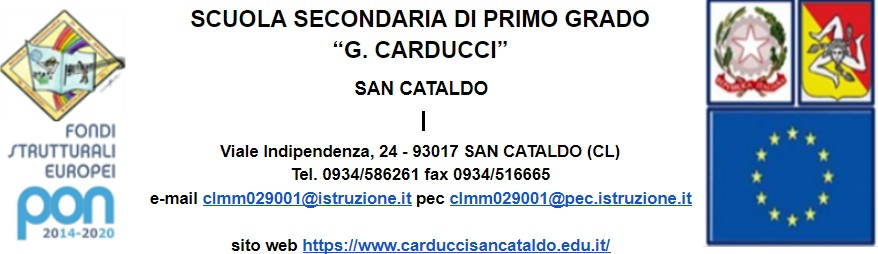 SCUOLA SECONDARIA DI PRIMO GRADO
“G. CARDUCCI”
SAN CATALDO
Viale Indipendenza, 24 - 93017 SAN CATALDO (CL)
Tel. 0934/586261 fax 0934/516665
e-mail clmm029001@istruzione.it pec clmm029001@pec.istruzione.it
sito web https://www.carduccisancataldo.edu.it/
FONDI
STRUTTURALI
EUROPEI
pon
2014-2020